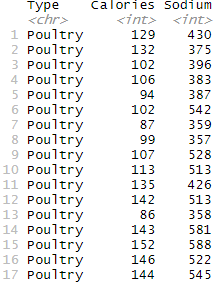 Type Calories Sodium
<chr> <int> <int>
1 Poultry 129 430
2 Poultry 132 375
3 Poultry 102 396
4 Poultry 106 383
5 Poultry 94 387
6 Poultry 102 542
7 Poultry 87 359
8 Poultry 99 357
9 Poultry 107 528
10 Poultry 113 513
11 Poultry 135 426
12 Poultry 142 513
13 Poultry 86 358
14 Poultry 143 581
15 Poultry 152 588
16 Poultry 146 522
17 Poultry 144 545